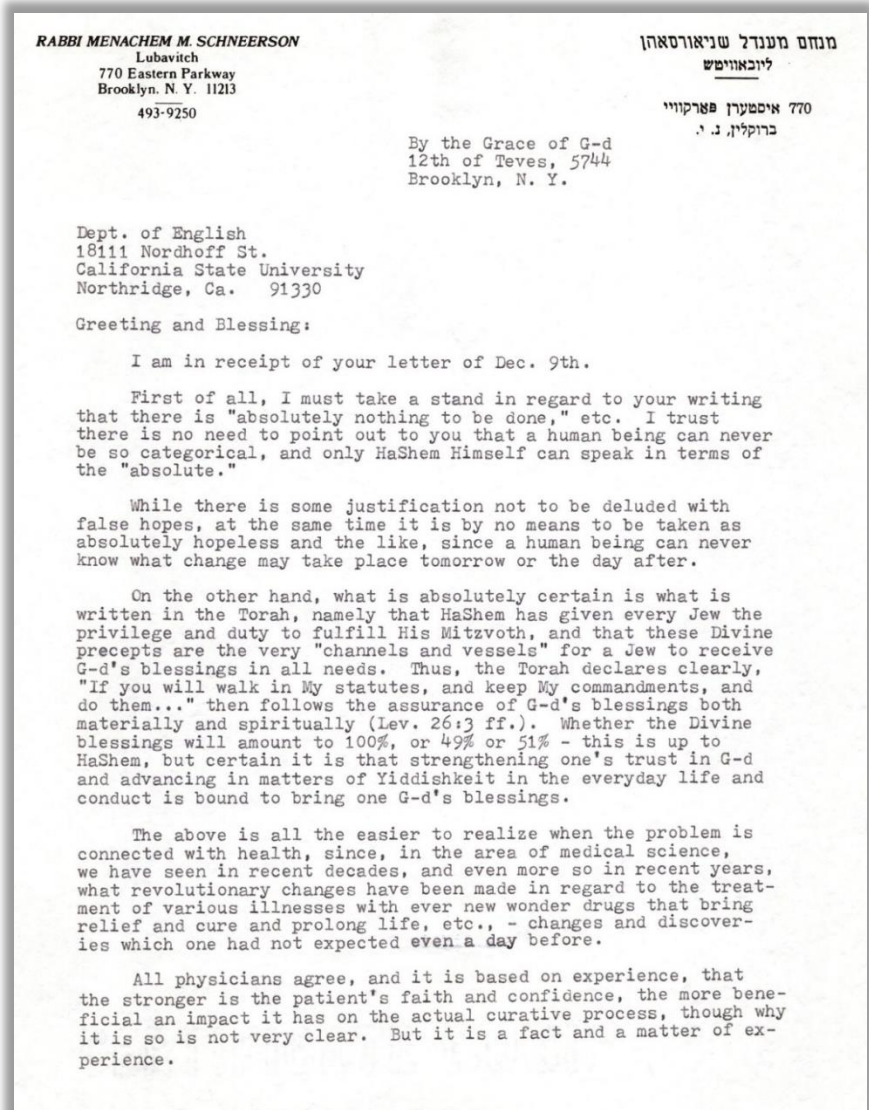 RABBI MENACHEM M. SCHNEERSON
Lubavitch
770 Eastern Parkway
Brooklyn. N. Y. 11213
493-9250
מנחם מענדל שניאורסאהן
ליובאוויטש
770 איסטערן פארקוויי
ברוקלין, נ. י.
By the Grace of G-d
12th of Teves, 5744
Brooklyn, N. Y.
Dept. of English
18111 Nordhoff St.
California State University
Northridge, Ca. 91330
Greeting and Blessing:
I am in receipt of your letter of Dec. 9th.
First of all, I must take a stand in regard to your writing
that there is "absolutely nothing to be done," etc. I trust
there is no need to point out to you that a human being can never
be so categorical, and only HaShem Himself can speak in terms of
the "absolute."
While there is some justification not to be deluded with
false hopes, at the same time it is by no means to be taken as
absolutely hopeless and the like, since a human being can never
know what change may take place tomorrow or the day after.
On the other hand, what is absolutely certain is what is
written in the Torah, namely that HaShem has given every Jew the
privilege and duty to fulfill His Mitzvoth, and that these Divine
precepts are the very "channels and vessels" for a Jew to receive
G-d's blessings in all needs. Thus, the Torah declares clearly,
"If you will walk in My statutes, and keep My commandments, and
do them..." then follows the assurance of G-d's blessings both
materially and spiritually (Lev. 26:3 ff.). Whether the Divine
blessings will amount to 100%, or 49% or 51% - this is up to
HaShem, but certain it is that strengthening one's trust in G-d
and advancing in matters of Yiddishkeit in the everyday life and
conduct is bound to bring one G-d's blessings.
The above is all the easier to realize when the problem is
connected with health, since, in the area of medical science,
we have seen in recent decades, and even more so in recent years,
what revolutionary changes have been made in regard to the treat-
ment of various illnesses with ever new wonder drugs that bring
relief and cure and prolong life, etc., - changes and discover-
ies which one had not expected even a day before.
All physicians agree, and it is based on experience, that
the stronger is the patient's faith and confidence, the more bene-
ficial an impact it has on the actual curative process, though why
it is so is not very clear. But it is a fact and a matter of ex-
perience.